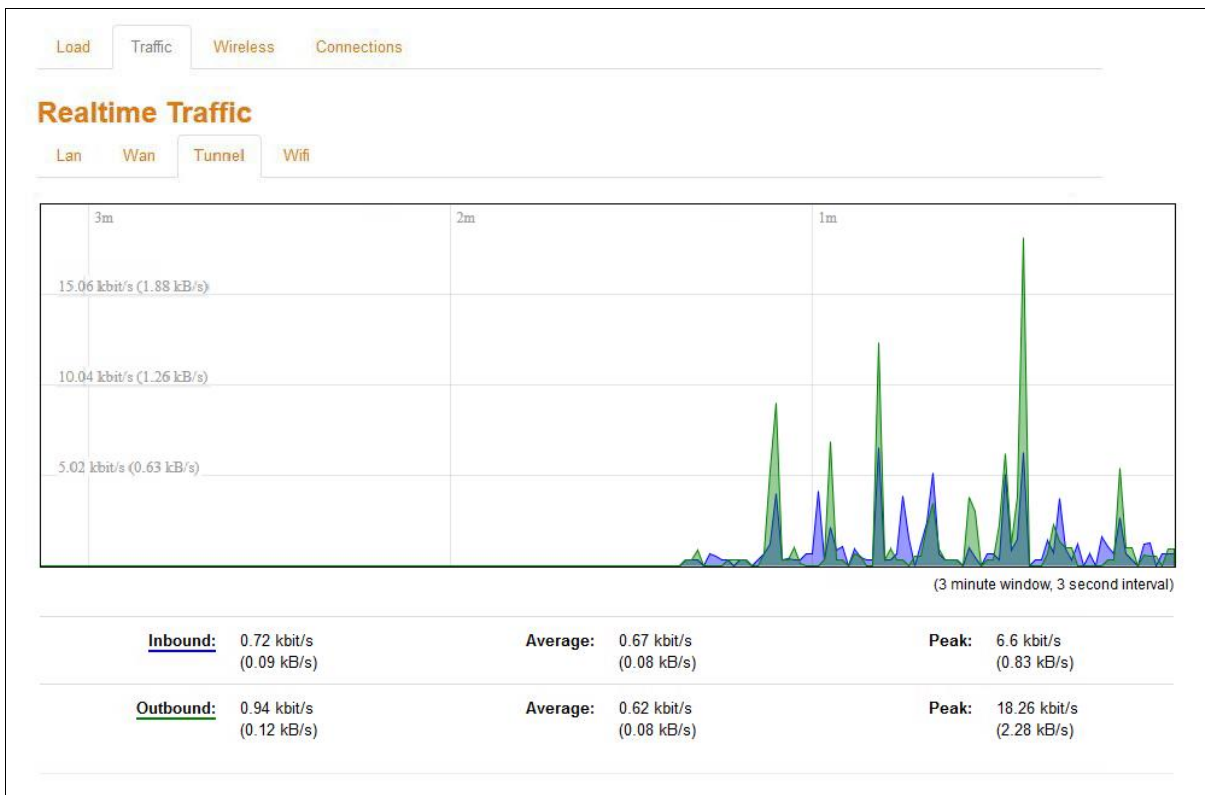 Load Traffic Wireless Connections
Realtime Traffic
Lan Wan Tunnel Wifi
3m 2m 1m
15.06 kbit/s (1.88 kB/s)
10.04 kbit/s (1.26 kB/s)
5.02 kbit/s (0.63 kB/s)
(3 minute window, 3 second interval)
Inbound: 0.72 kbit/s Average: 0.67 kbit/s Peak: 6.6 kbit/s
(0.09 kB/s) (0.08 kB/s) (0.83 kB/s)
Outbound: 0.94 kbit/s Average: 0.62 kbit/s Peak: 18.26 kbit/s
(0.12 kB/s) (0.08 kB/s) (2.28 kB/s)